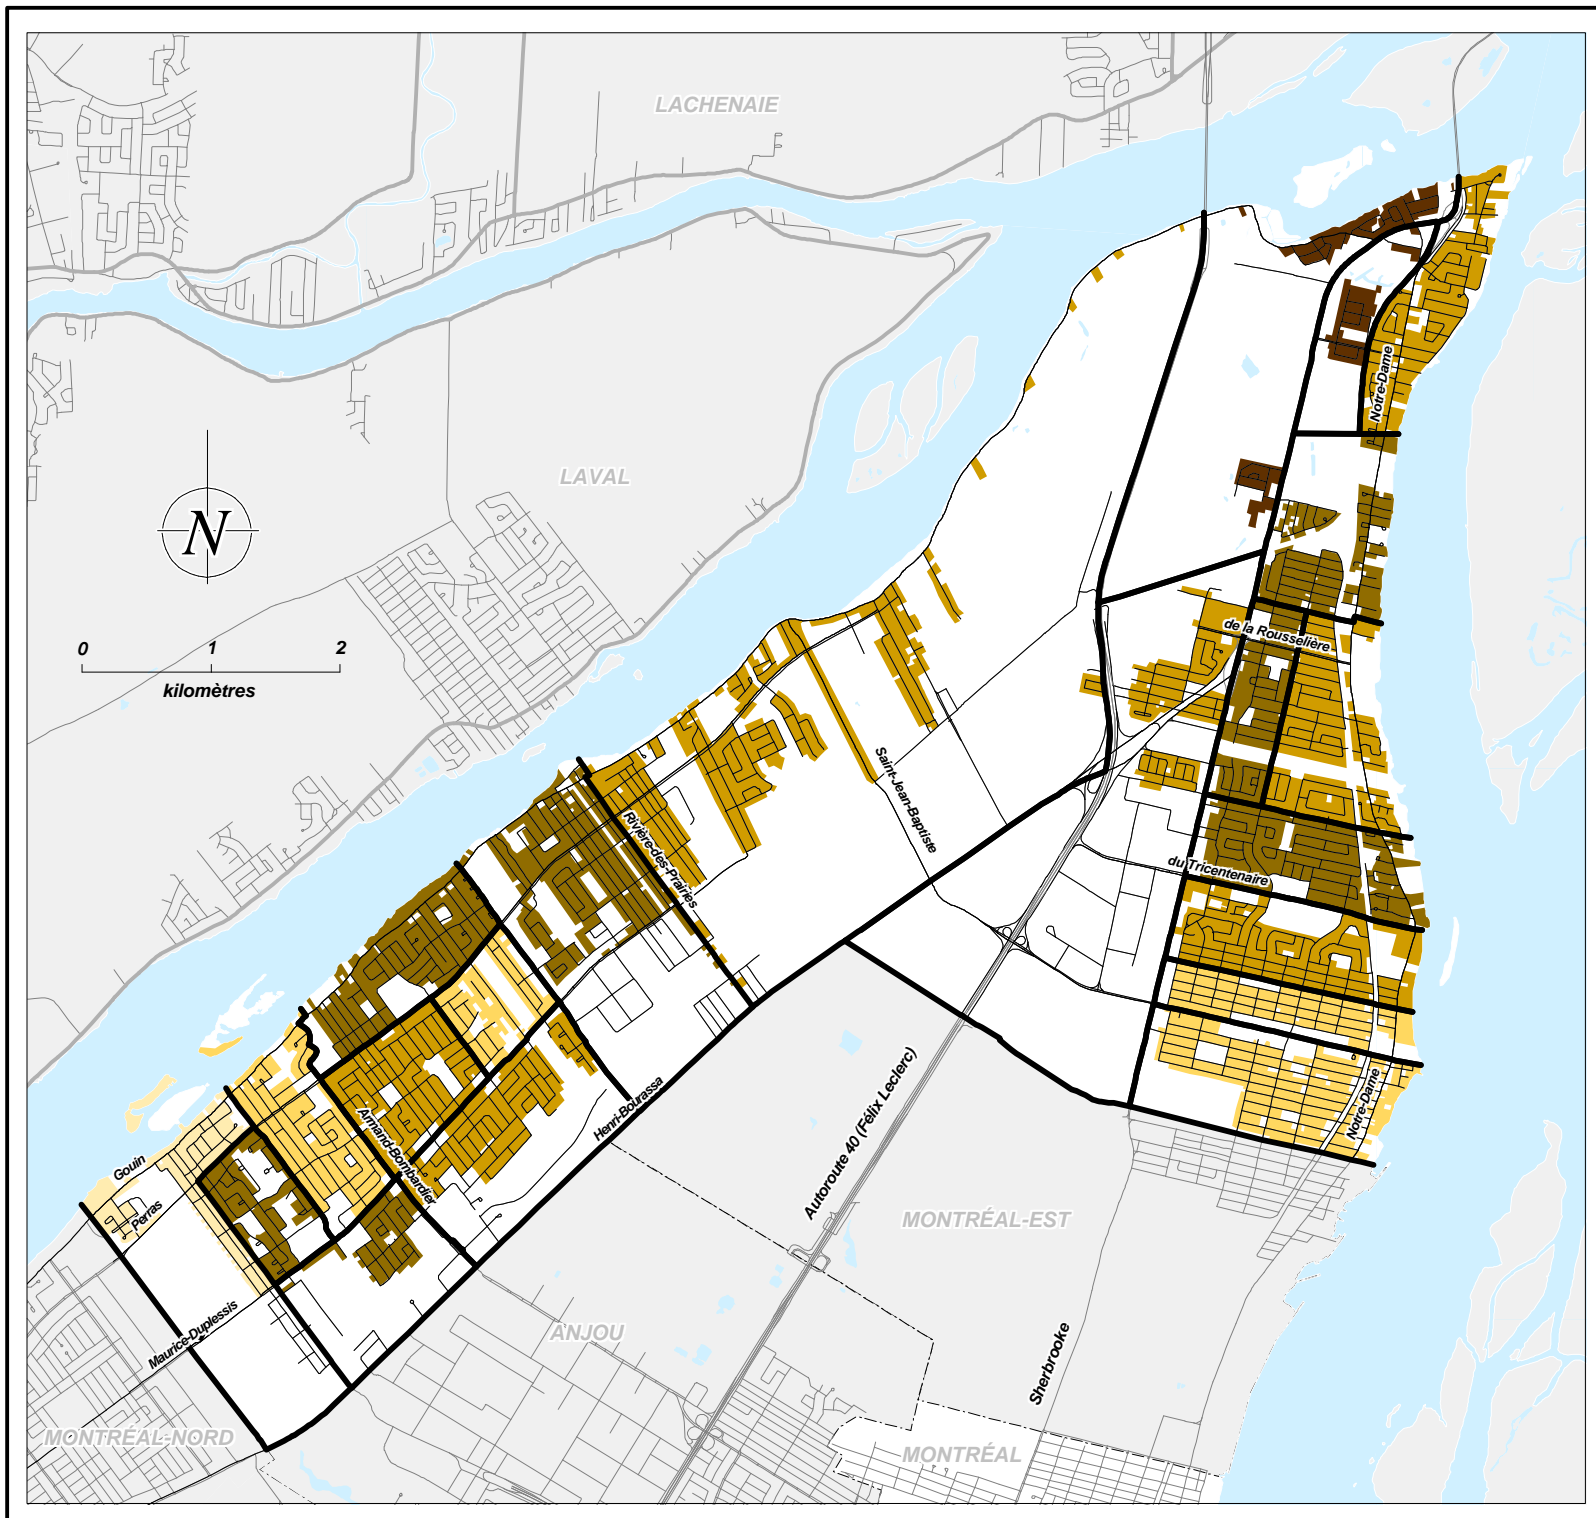 LACHENAIE
Notre-Dame
LAVAL
N
0 1 2
kilomètres
de la Rousselière
Saint-Jean-Baptiste
Rivière-des-Prairies
du Tricentenaire
Armand-Bombardier
Henri-Bourassa
Autoroute 40 (Félix Leclerc)
Notre-Dame
Gouin
Perras
MONTRÉAL-EST
Maurice-Duplessis
ANJOU
Sherbrooke
MONTRÉAL-NORD
MONTRÉAL